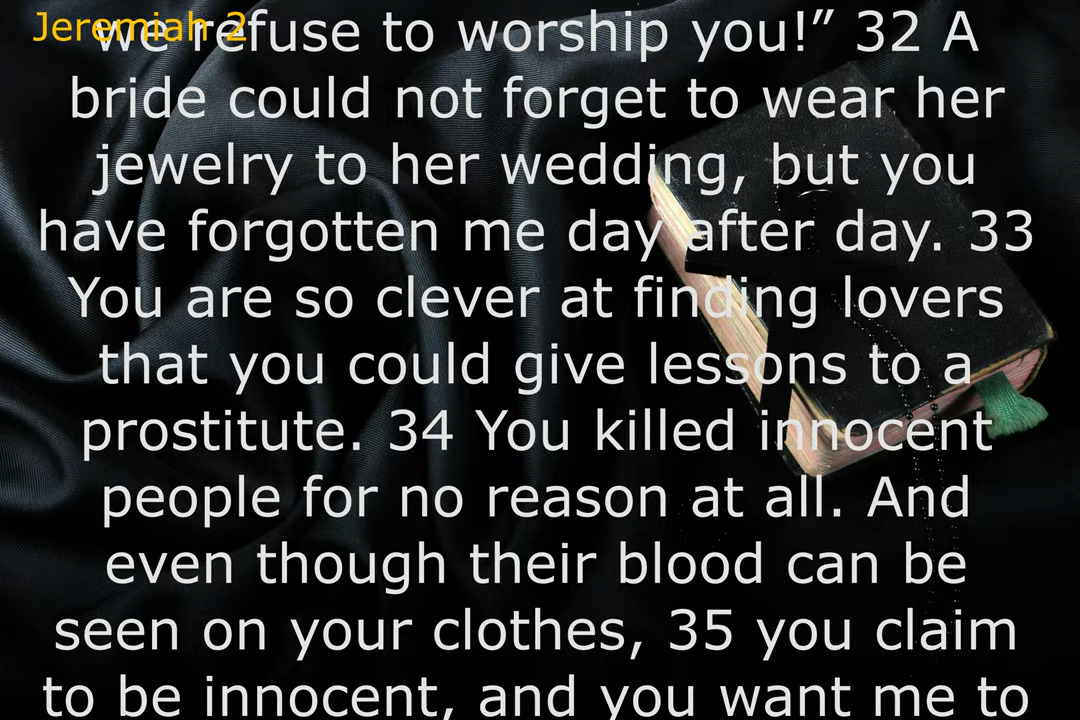 Jeremiah 2
we refuse to worship you!” 32 A
bride could not forget to wear her
jewelry to her wedding, but you
have forgotten me day after day. 33
You are so clever at finding lovers
that you could give lessons to a
prostitute. 34 You killed innocent
people for no reason at all. And
even though their blood can be
seen on your clothes, 35 you claim
to be innocent, and you want me to